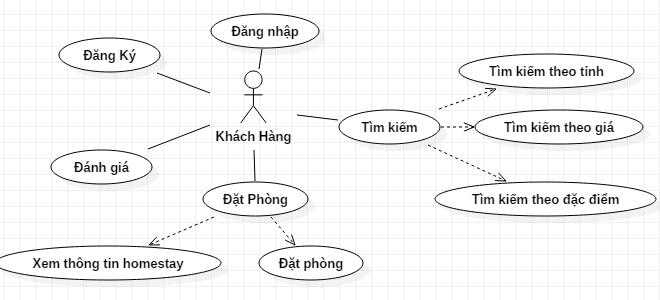 Đăng nhập
Đăng Ký
Tìm kiếm theo tỉnh
Khách Hàng
Tìm kiếm
Tìm kiếm theo giá
Đánh giá
Đặt Phòng
Tìm kiếm theo đặc điểm
Xem thông tin homestay
Đặt phòng